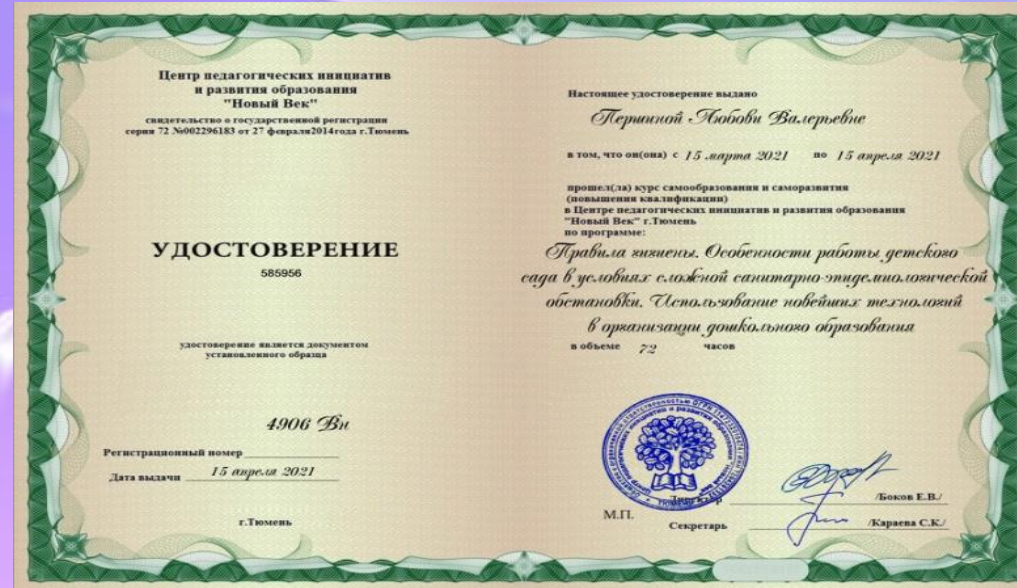 Центр педагогических инициатив
и развития образования
"Новый Век"
свидетельство о государственной регистрации
серия 72 №002296183 от 27 февраля2014года г.Тюмень
УДОСТОВЕРЕНИЕ
585956
удостоверение является документом
установленного образца
4906 Вн
Регистрационный номер
Дата выдачи 15 апреля 2021
г.Тюмень
Настоящее удостоверение выдано
Першиной Любови Валерьевне
в том, что он(она) с 15 марта 2021 по 15 апреля 2021
прошел(ла) курс самообразования и саморазвития
(повышения квалификации)
в Центре педагогических инициатив и развития образования
"Новый Век" г.Тюмень
по программе:
Правила гигиены. Особенности работы детского
сада в условиях сложной санитарно-эпидемиологической
обстановки. Использование новейших технологий
в организации дошкольного образования
в объеме 72 часов
Директор /Боков Е.В./
М.П.
Секретарь /Караева С.К./